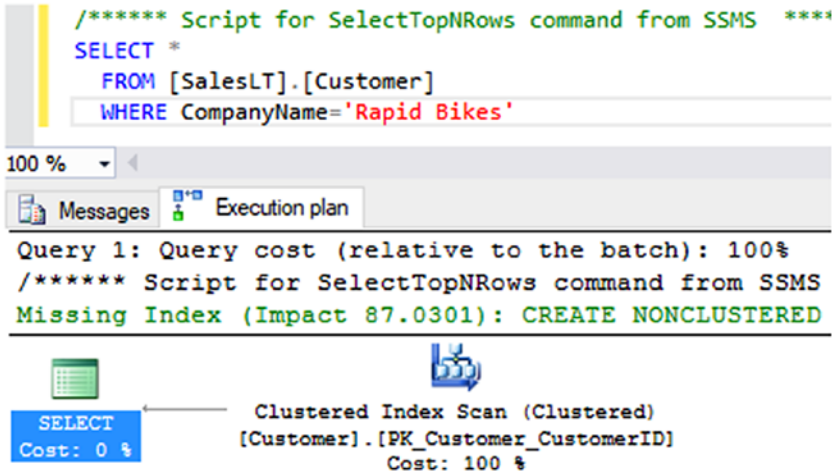 /****** Script for SelectTopNRows command from SSMS ****
SELECT *
FROM [SalesLT].[Customer]
WHERE CompanyName='Rapid Bikes'
100 %
Messages Execution plan
Query 1: Query cost (relative to the batch): 100%
/****** Script for SelectTopNRows command from SSMS
Missing Index (Impact 87.0301): CREATE NONCLUSTERED
SELECT
Cost: 0 %
Clustered Index Scan (Clustered)
[Customer].[PK_Customer_CustomerID]
Cost: 100 %